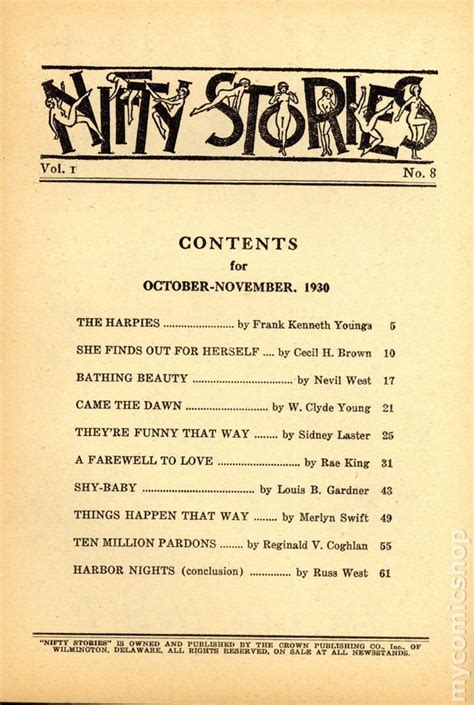 NIFTY STORIES
Vol. 1 No. 8
CONTENTS
for
OCTOBER-NOVEMBER, 1930
THE HARPIES ........................ by Frank Kenneth Youngs 5
SHE FINDS OUT FOR HERSELF .... by Cecil H. Brown 10
BATHING BEAUTY .................................... by Nevil West 17
CAME THE DAWN ............................ by W. Clyde Young 21
THEY'RE FUNNY THAT WAY ........ by Sidney Laster 25
A FAREWELL TO LOVE ............................ by Rae King 31
SHY-BABY ....................................... by Louis B. Gardner 43
THINGS HAPPEN THAT WAY ........ by Merlyn Swift 49
TEN MILLION PARDONS ........ by Reginald V. Coghlan 55
HARBOR NIGHTS (conclusion) .............. by Russ West 61
"NIFTY STORIES" IS OWNED AND PUBLISHED BY THE CROWN PUBLISHING CO., Inc., OF
WILMINGTON, DELAWARE, ALL RIGHTS RESERVED, ON SALE AT ALL NEWSSTANDS.
mycomicshop